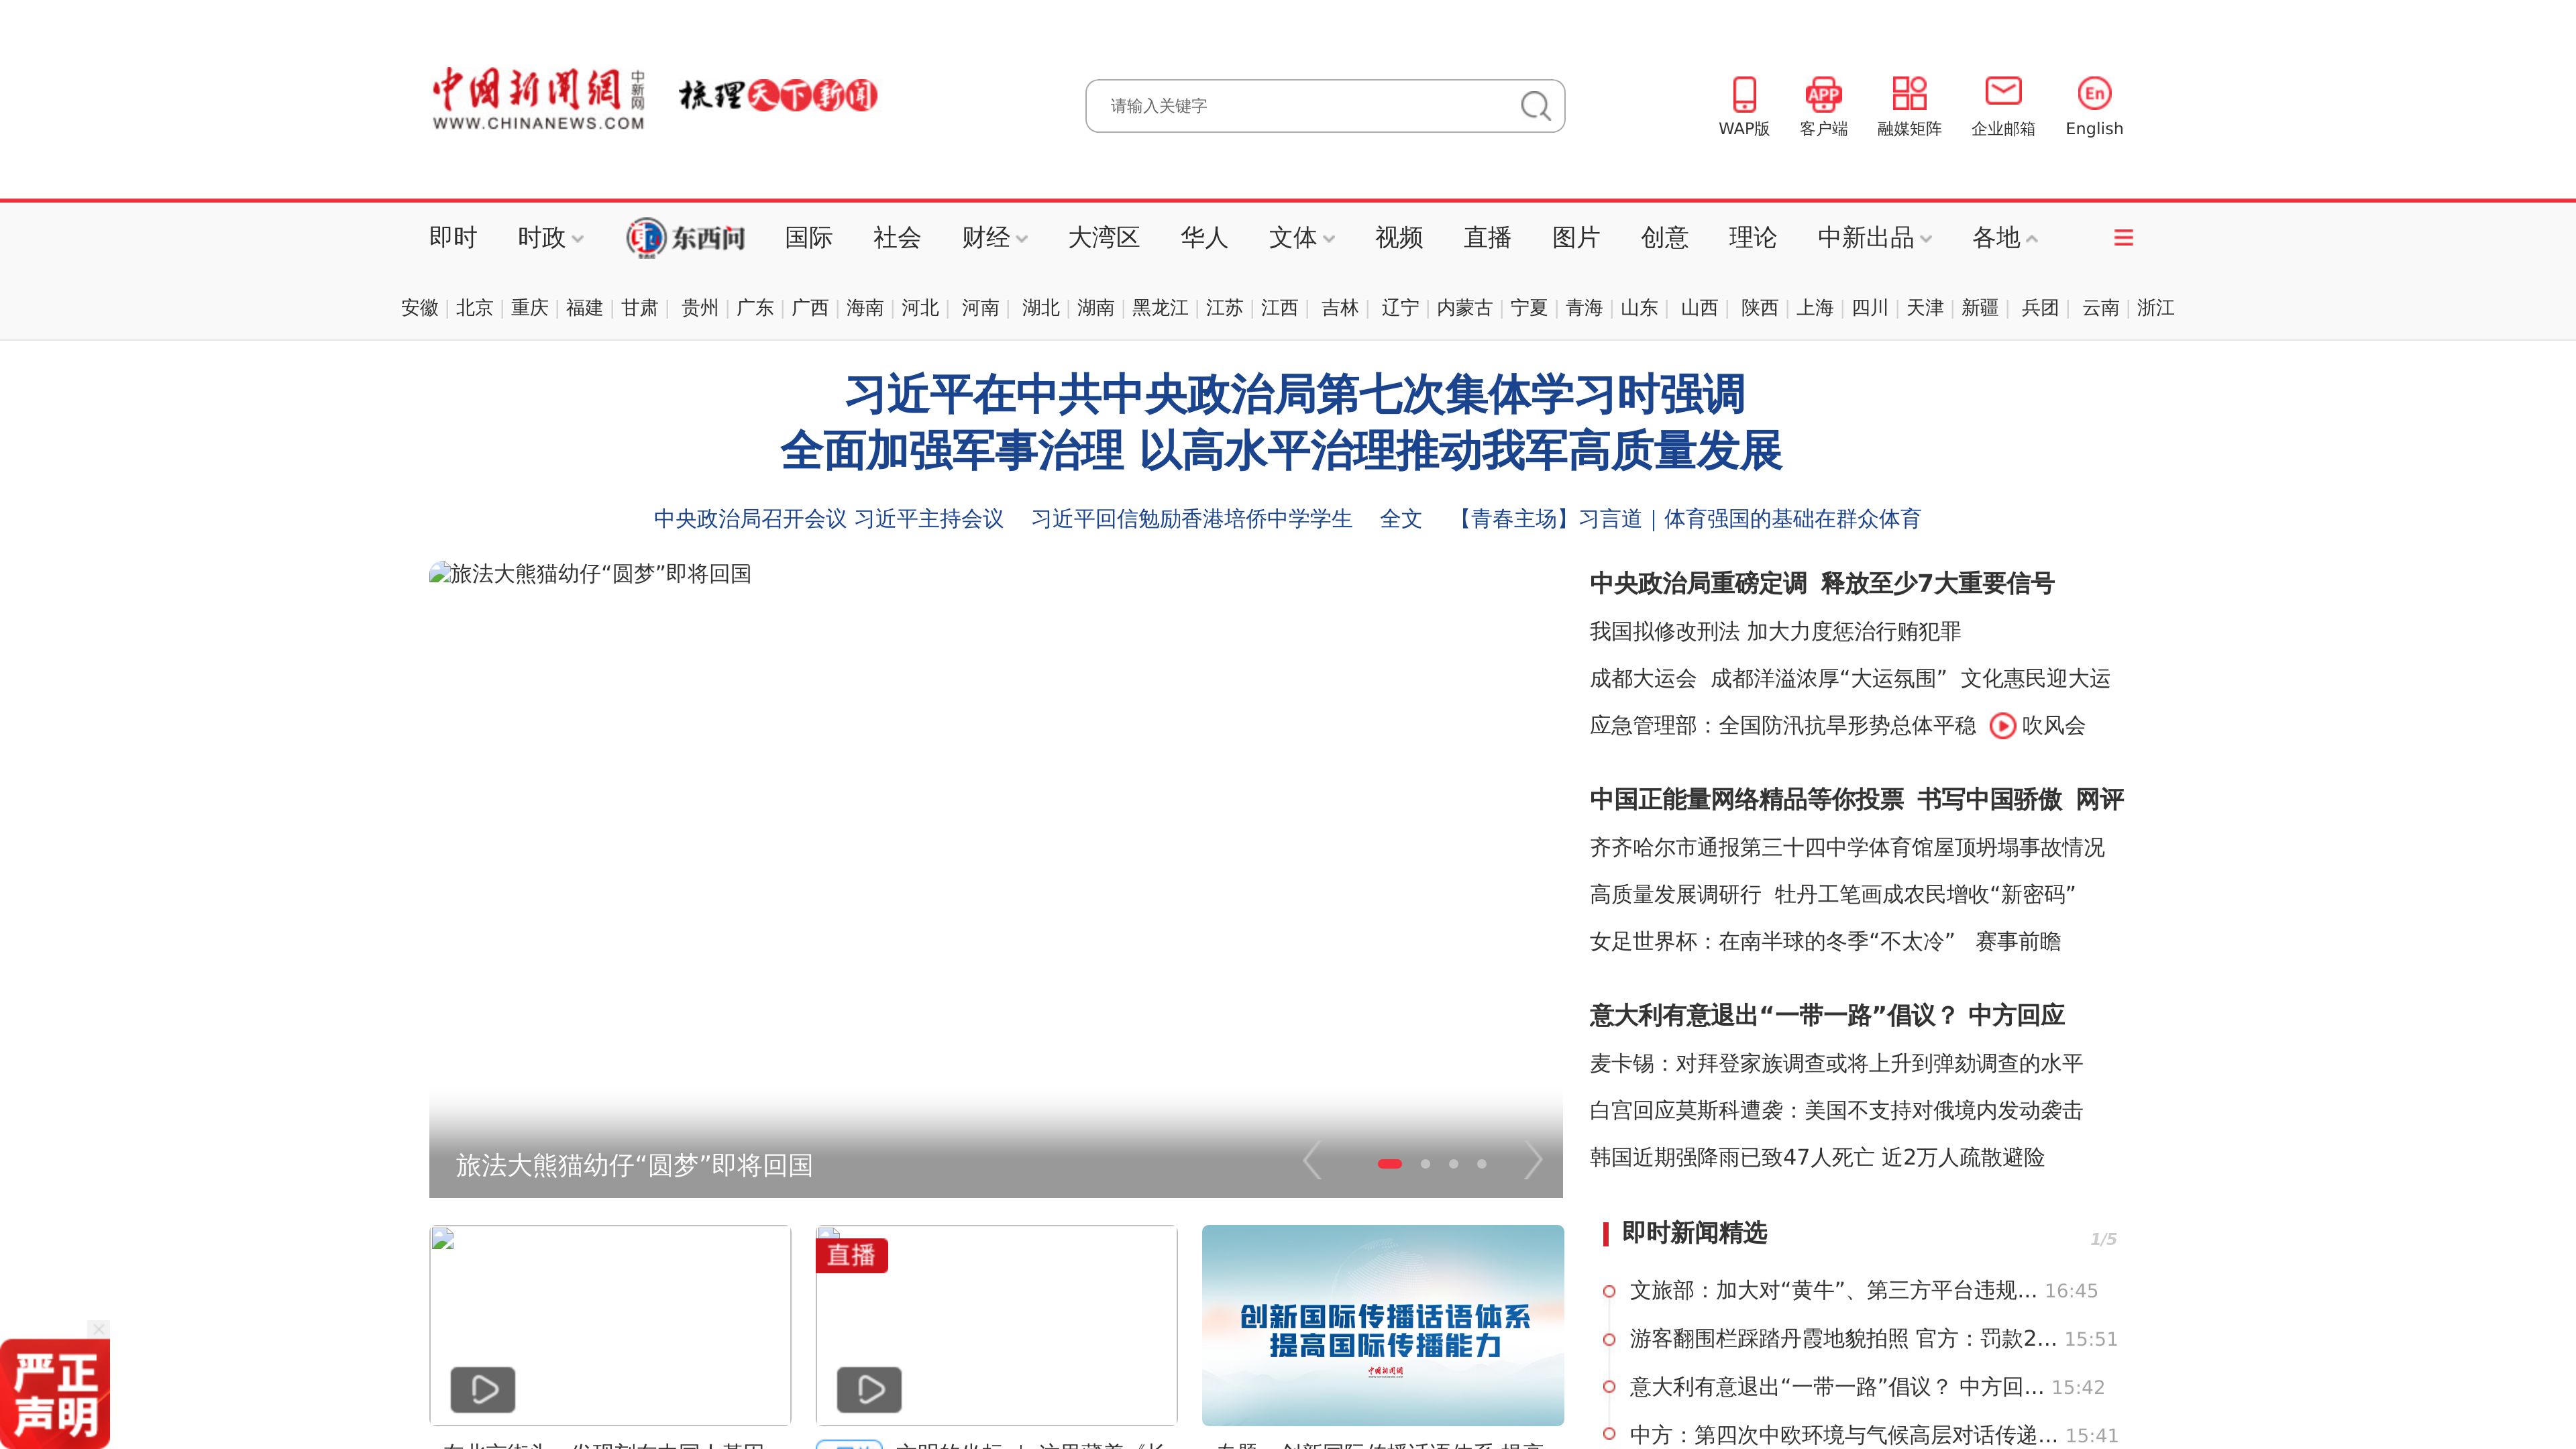 中国新闻網 中新网
WWW.CHINANEWS.COM
梳理天下新闻
请输入关键字
WAP版
APP
客户端
融媒矩阵
企业邮箱
En
English
即时 时政 东西问 国际 社会 财经 大湾区 华人 文体 视频 直播 图片 创意 理论 中新出品 各地
安徽 | 北京 | 重庆 | 福建 | 甘肃 | 贵州 | 广东 | 广西 | 海南 | 河北 | 河南 | 湖北 | 湖南 | 黑龙江 | 江苏 | 江西 | 吉林 | 辽宁 | 内蒙古 | 宁夏 | 青海 | 山东 | 山西 | 陕西 | 上海 | 四川 | 天津 | 新疆 | 兵团 | 云南 | 浙江
习近平在中共中央政治局第七次集体学习时强调
全面加强军事治理 以高水平治理推动我军高质量发展
中央政治局召开会议 习近平主持会议 习近平回信勉励香港培侨中学学生 全文 【青春主场】习言道｜体育强国的基础在群众体育
旅法大熊猫幼仔“圆梦”即将回国
旅法大熊猫幼仔“圆梦”即将回国
中央政治局重磅定调 释放至少7大重要信号
我国拟修改刑法 加大力度惩治行贿犯罪
成都大运会 成都洋溢浓厚“大运氛围” 文化惠民迎大运
应急管理部：全国防汛抗旱形势总体平稳 吹风会
中国正能量网络精品等你投票 书写中国骄傲 网评
齐齐哈尔市通报第三十四中学体育馆屋顶坍塌事故情况
高质量发展调研行 牡丹工笔画成农民增收“新密码”
女足世界杯：在南半球的冬季“不太冷” 赛事前瞻
意大利有意退出“一带一路”倡议？ 中方回应
麦卡锡：对拜登家族调查或将上升到弹劾调查的水平
白宫回应莫斯科遭袭：美国不支持对俄境内发动袭击
韩国近期强降雨已致47人死亡 近2万人疏散避险
直播
创新国际传播话语体系
提高国际传播能力
中国新闻网
即时新闻精选 1/5
文旅部：加大对“黄牛”、第三方平台违规... 16:45
游客翻围栏踩踏丹霞地貌拍照 官方：罚款2... 15:51
意大利有意退出“一带一路”倡议？ 中方回... 15:42
中方：第四次中欧环境与气候高层对话传递... 15:41
严正
声明